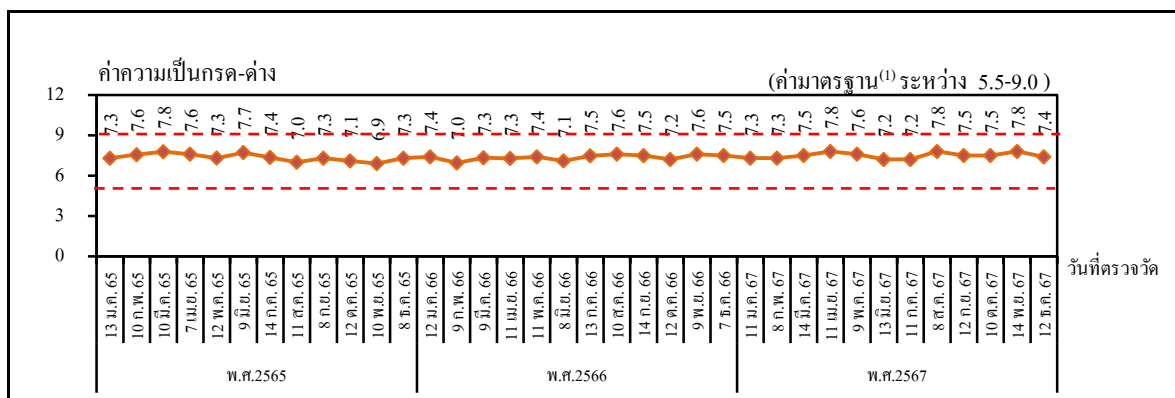 ค่าความเป็นกรด-ด่าง
(ค่ามาตรฐาน(1) ระหว่าง 5.5-9.0 )
12
9
6
3
0
7.3 7.6 7.8 7.6 7.3 7.7 7.4 7.0 7.3 7.1 6.9 7.3 7.4 7.0 7.3 7.3 7.4 7.1 7.5 7.6 7.5 7.2 7.6 7.5 7.3 7.3 7.5 7.8 7.6 7.2 7.2 7.8 7.5 7.5 7.8 7.4
วันที่ตรวจวัด
13 ม.ค. 65
10 ก.พ. 65
10 มี.ค. 65
7 เม.ย. 65
12 พ.ค. 65
9 มิ.ย. 65
14 ก.ค. 65
11 ส.ค. 65
8 ก.ย. 65
12 ต.ค. 65
10 พ.ย. 65
8 ธ.ค. 65
12 ม.ค. 66
9 ก.พ. 66
9 มี.ค. 66
11 เม.ย. 66
11 พ.ค. 66
8 มิ.ย. 66
13 ก.ค. 66
10 ส.ค. 66
14 ก.ย. 66
12 ต.ค. 66
9 พ.ย. 66
7 ธ.ค. 66
11 ม.ค. 67
8 ก.พ. 67
14 มี.ค. 67
11 เม.ย. 67
9 พ.ค. 67
13 มิ.ย. 67
11 ก.ค. 67
8 ส.ค. 67
12 ก.ย. 67
10 ต.ค. 67
14 พ.ย. 67
12 ธ.ค. 67
พ.ศ.2565 พ.ศ.2566 พ.ศ.2567